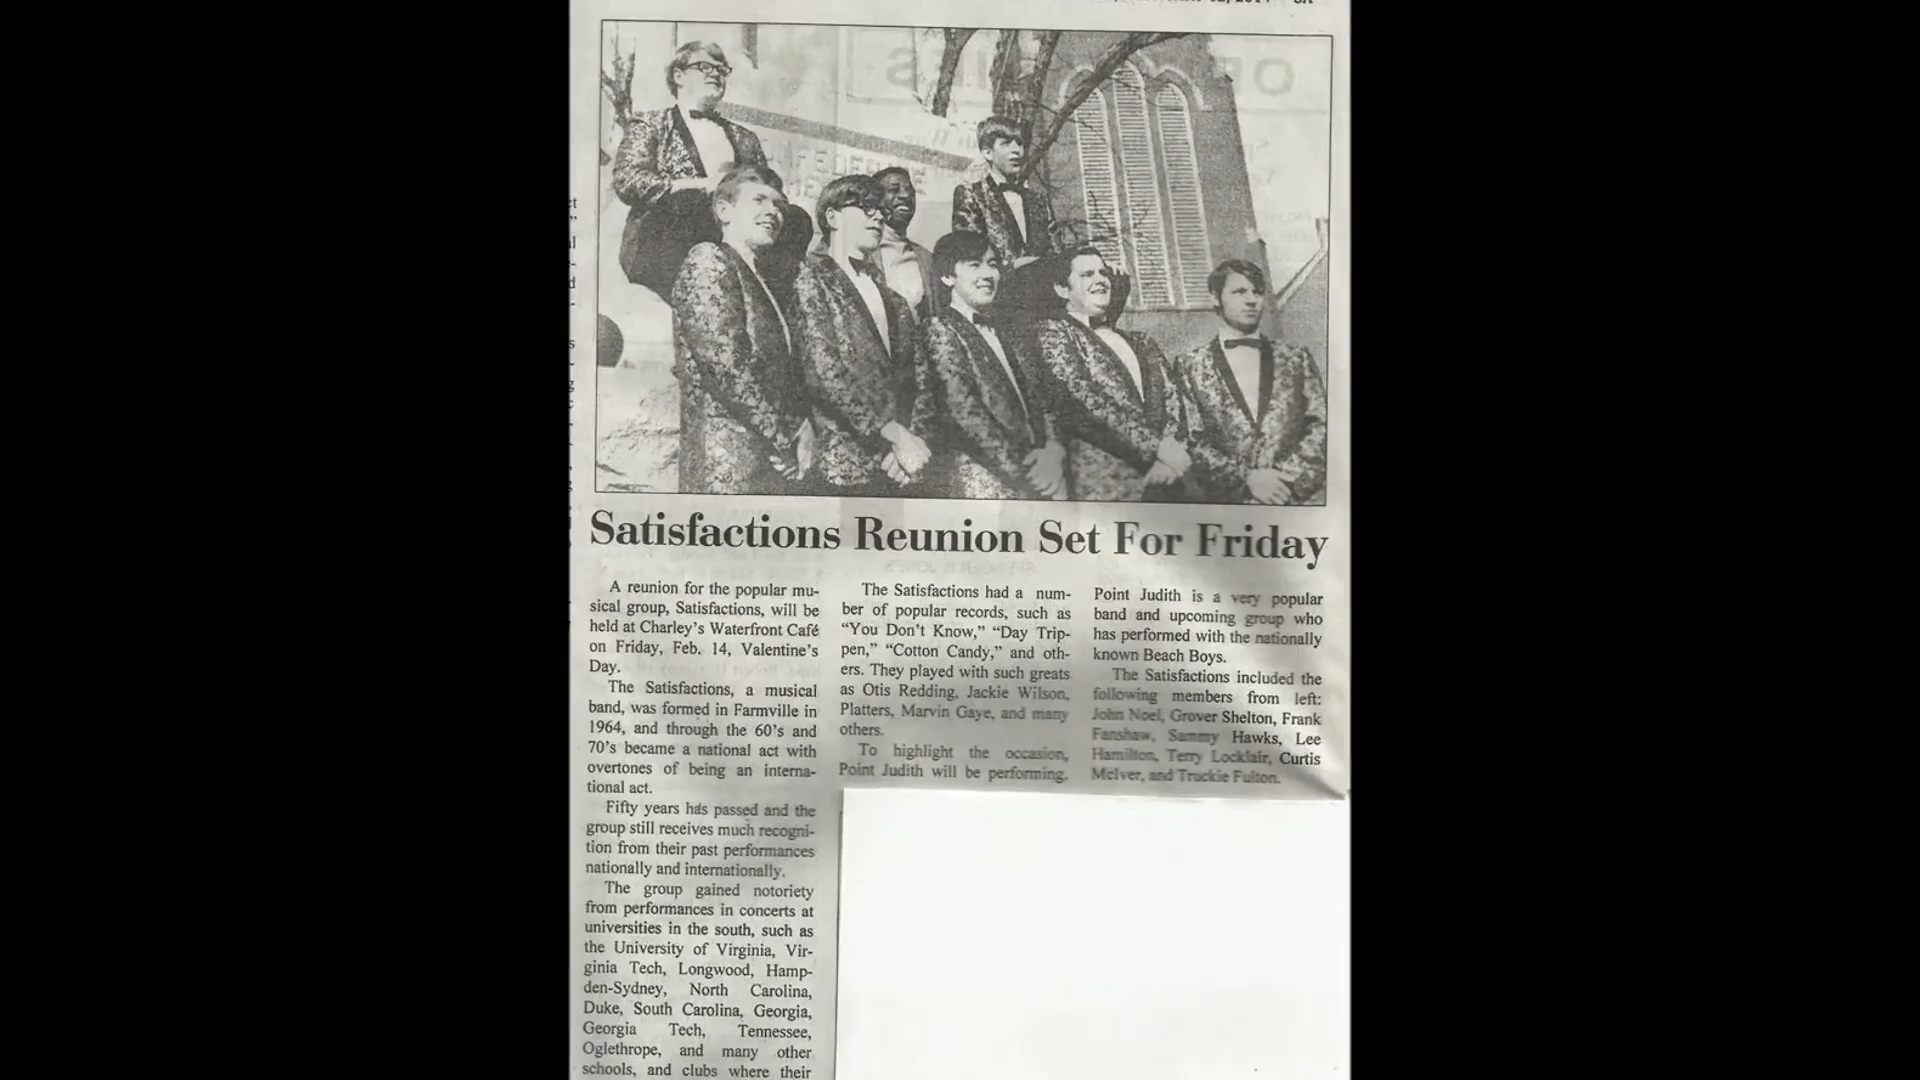 Satisfactions Reunion Set For Friday
A reunion for the popular mu-
sical group, Satisfactions, will be
held at Charley's Waterfront Café
on Friday, Feb. 14, Valentine's
Day.
The Satisfactions, a musical
band, was formed in Farmville in
1964, and through the 60's and
70's became a national act with
overtones of being an interna-
tional act.
Fifty years has passed and the
group still receives much recogni-
tion from their past performances
nationally and internationally.
The group gained notoriety
from performances in concerts at
universities in the south, such as
the University of Virginia, Vir-
ginia Tech, Longwood, Hamp-
den-Sydney, North Carolina,
Duke, South Carolina, Georgia,
Georgia Tech, Tennessee,
Oglethrope, and many other
schools, and clubs where their
The Satisfactions had a num-
ber of popular records, such as
“You Don't Know,” “Day Trip-
pen,” “Cotton Candy,” and oth-
ers. They played with such greats
as Otis Redding, Jackie Wilson,
Platters, Marvin Gaye, and many
others.
To highlight the occasion,
Point Judith will be performing.
Point Judith is a very popular
band and upcoming group who
has performed with the nationally
known Beach Boys.
The Satisfactions included the
following members from left:
John Noel, Grover Shelton, Frank
Fanshaw, Sammy Hawks, Lee
Hamilton, Terry Locklair, Curtis
McIver, and Truckie Fulton.